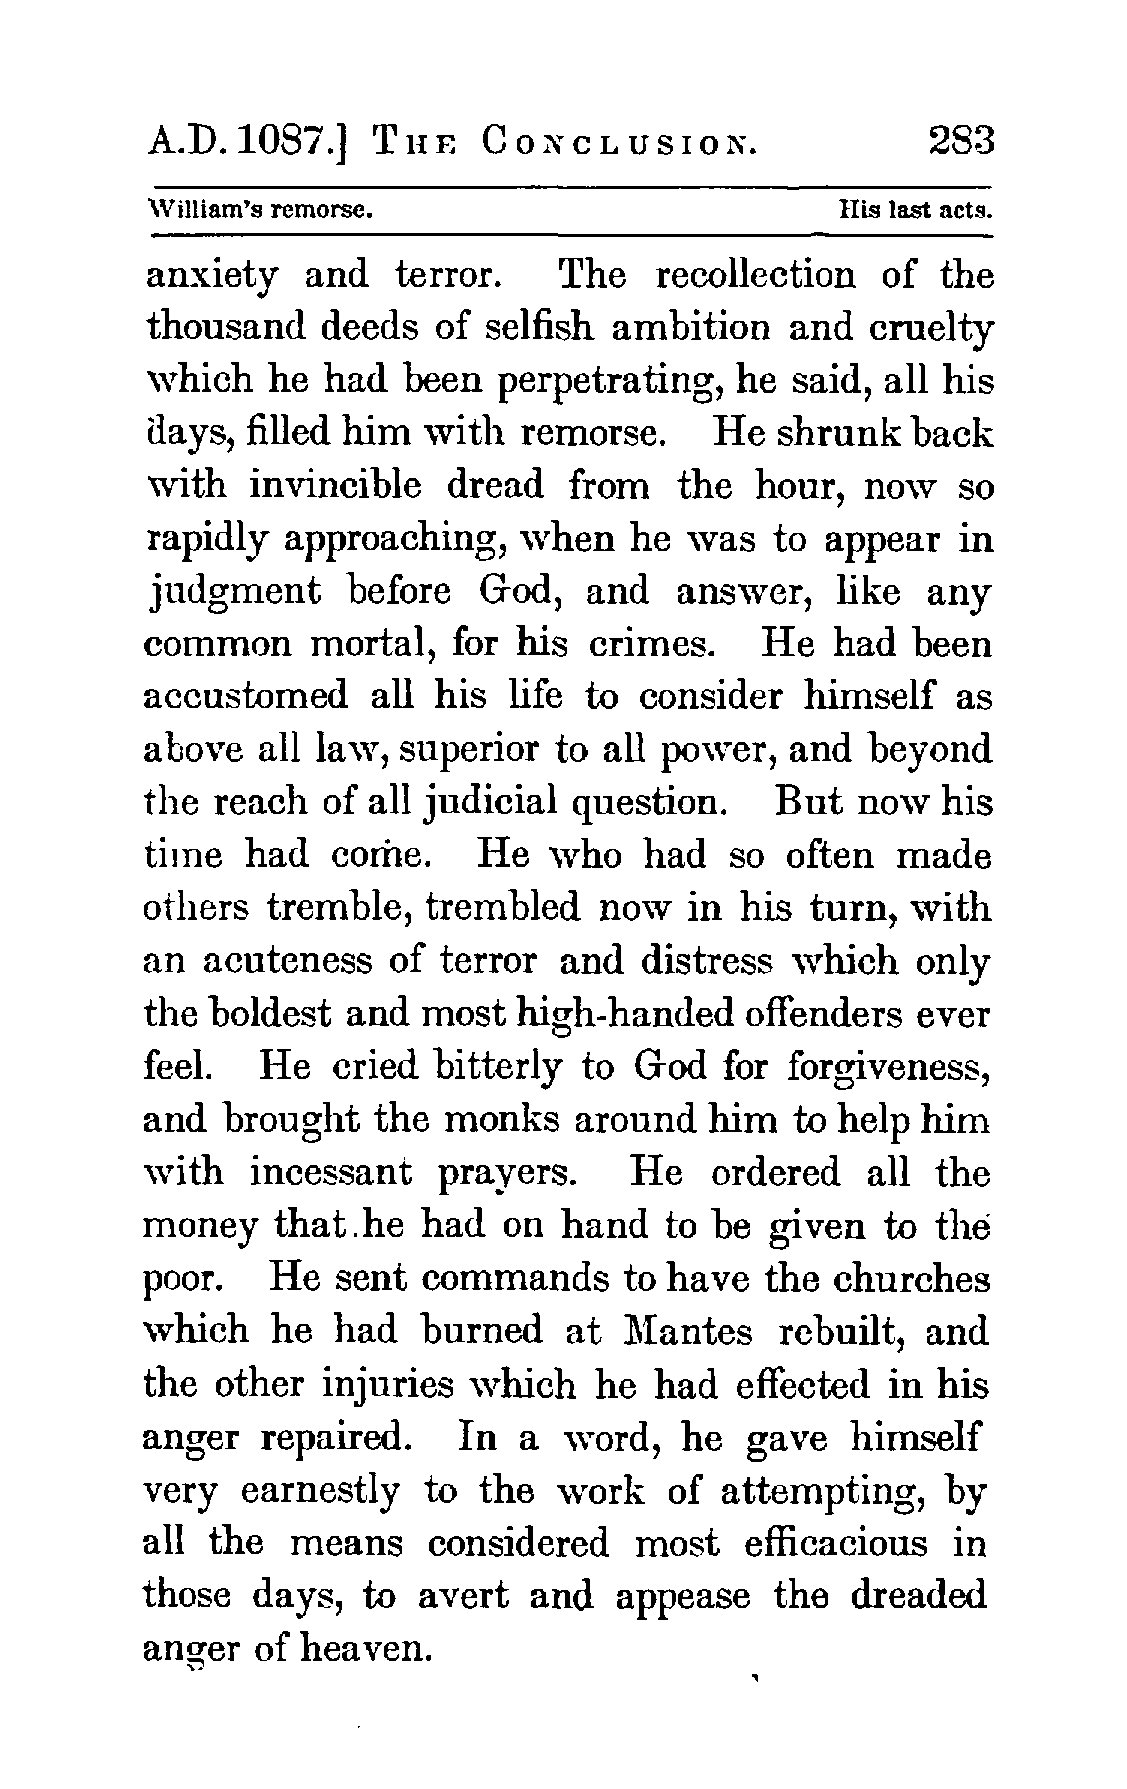 A.D. 1087.] THE CONCLUSION. 283
William's remorse. His last acts.
anxiety and terror. The recollection of the
thousand deeds of selfish ambition and cruelty
which he had been perpetrating, he said, all his
days, filled him with remorse. He shrunk back
with invincible dread from the hour, now so
rapidly approaching, when he was to appear in
judgment before God, and answer, like any
common mortal, for his crimes. He had been
accustomed all his life to consider himself as
above all law, superior to all power, and beyond
the reach of all judicial question. But now his
time had come. He who had so often made
others tremble, trembled now in his turn, with
an acuteness of terror and distress which only
the boldest and most high-handed offenders ever
feel. He cried bitterly to God for forgiveness,
and brought the monks around him to help him
with incessant prayers. He ordered all the
money that he had on hand to be given to the
poor. He sent commands to have the churches
which he had burned at Mantes rebuilt, and
the other injuries which he had effected in his
anger repaired. In a word, he gave himself
very earnestly to the work of attempting, by
all the means considered most efficacious in
those days, to avert and appease the dreaded
anger of heaven.